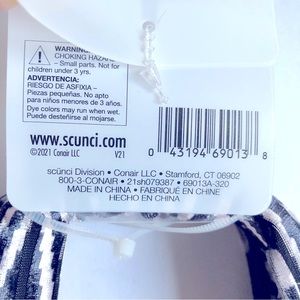 WARNING:
CHOKING HAZARD
– Small parts. Not for
children under 3 yrs.
ADVERTENCIA:
RIESGO DE ASFIXIA –
Piezas pequeñas. No apto
para niños menores de 3 años.
Dye colors may run when wet.
Puede desteñirse al mojarse.
www.scunci.com
©2021 Conair LLC V21
0 43194 69013 8
scünci Division • Conair LLC • Stamford, CT 06902
800-3-CONAIR • 21sh079387 • 69013A-320
MADE IN CHINA • FABRIQUÉ EN CHINE
HECHO EN CHINA